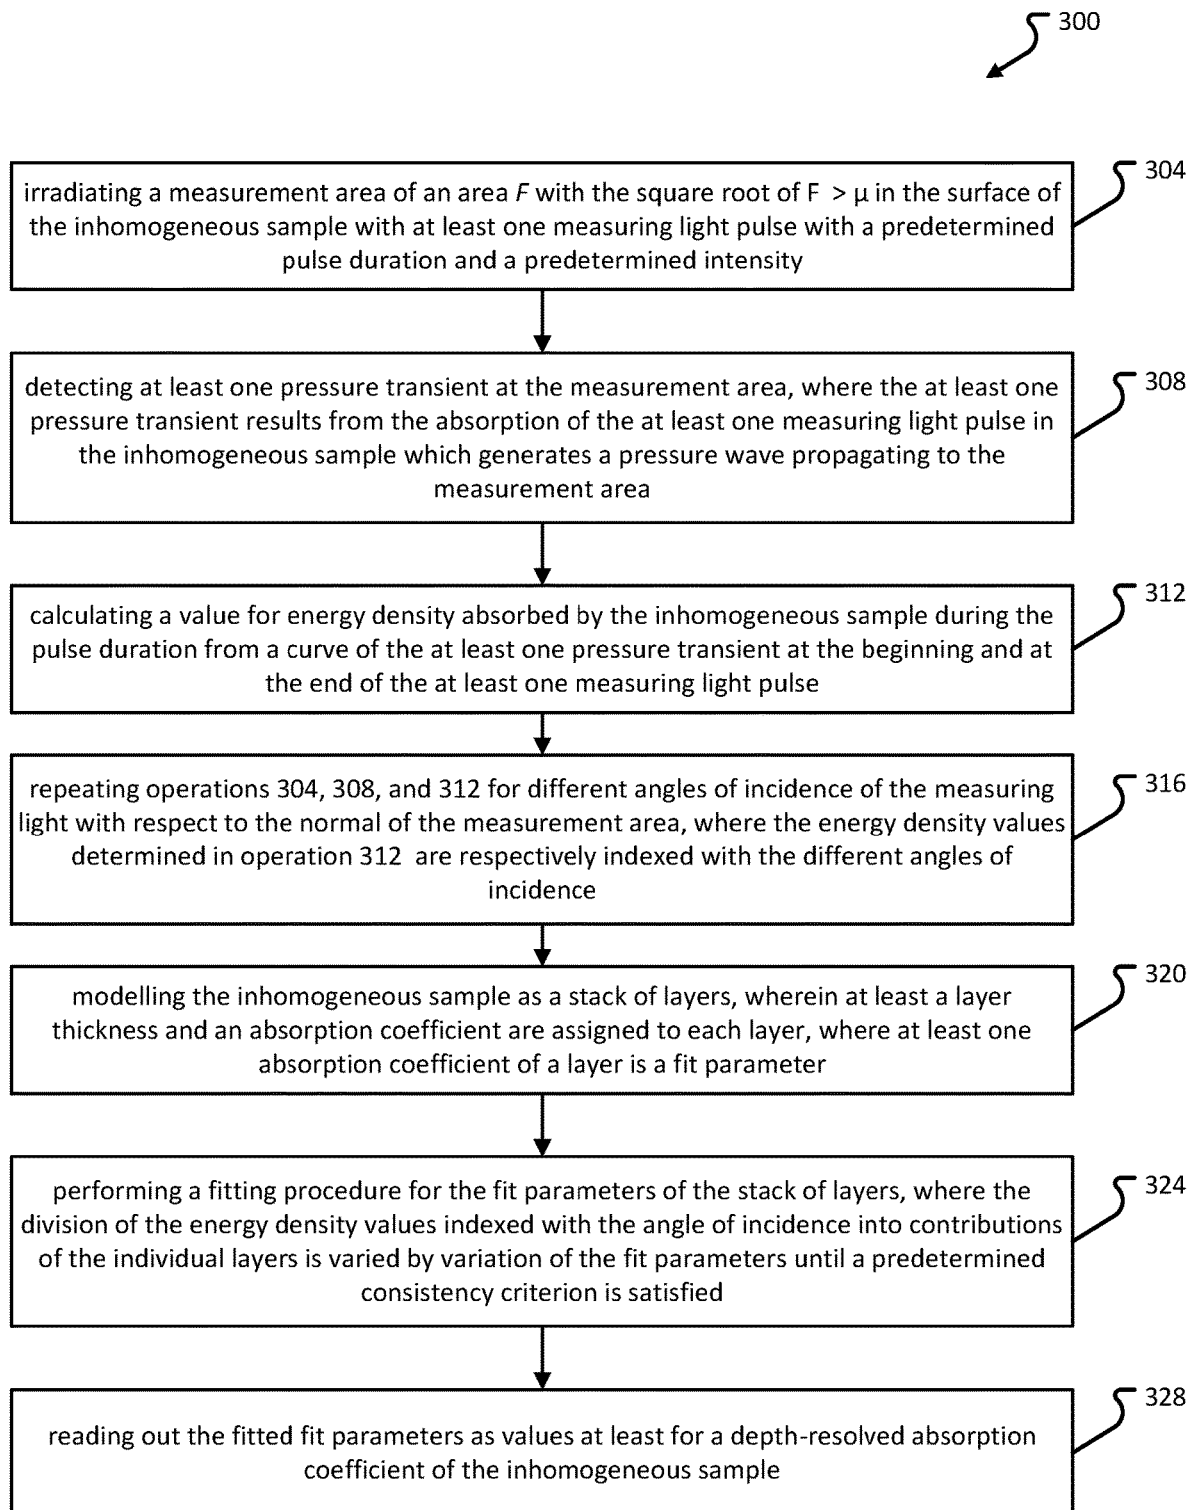 300
irradiating a measurement area of an area F with the square root of F > μ in the surface of
the inhomogeneous sample with at least one measuring light pulse with a predetermined
pulse duration and a predetermined intensity
304
detecting at least one pressure transient at the measurement area, where the at least one
pressure transient results from the absorption of the at least one measuring light pulse in
the inhomogeneous sample which generates a pressure wave propagating to the
measurement area
308
calculating a value for energy density absorbed by the inhomogeneous sample during the
pulse duration from a curve of the at least one pressure transient at the beginning and at
the end of the at least one measuring light pulse
312
repeating operations 304, 308, and 312 for different angles of incidence of the measuring
light with respect to the normal of the measurement area, where the energy density values
determined in operation 312 are respectively indexed with the different angles of
incidence
316
modelling the inhomogeneous sample as a stack of layers, wherein at least a layer
thickness and an absorption coefficient are assigned to each layer, where at least one
absorption coefficient of a layer is a fit parameter
320
performing a fitting procedure for the fit parameters of the stack of layers, where the
division of the energy density values indexed with the angle of incidence into contributions
of the individual layers is varied by variation of the fit parameters until a predetermined
consistency criterion is satisfied
324
reading out the fitted fit parameters as values at least for a depth-resolved absorption
coefficient of the inhomogeneous sample
328